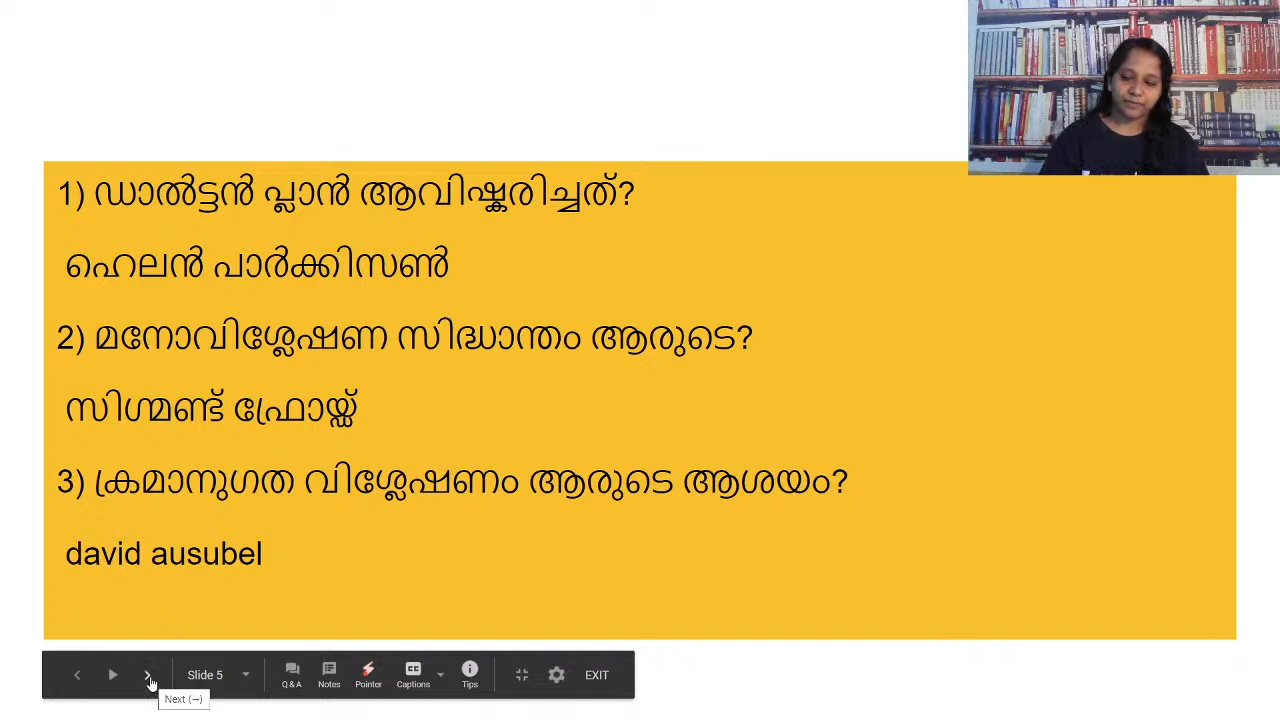 1) ഡാൽട്ടൻ പ്ലാൻ ആവിഷ്കരിച്ചത്?
ഹെലൻ പാർക്കിസൺ
2) മനോവിശ്ലേഷണ സിദ്ധാന്തം ആരുടെ?
സിഗ്മണ്ട് ഫ്രോയ്ഡ്
3) ക്രമാനുഗത വിശ്ലേഷണം ആരുടെ ആശയം?
david ausubel
Slide 5 Q & A Notes Pointer CC Captions Tips EXIT
Next (→)